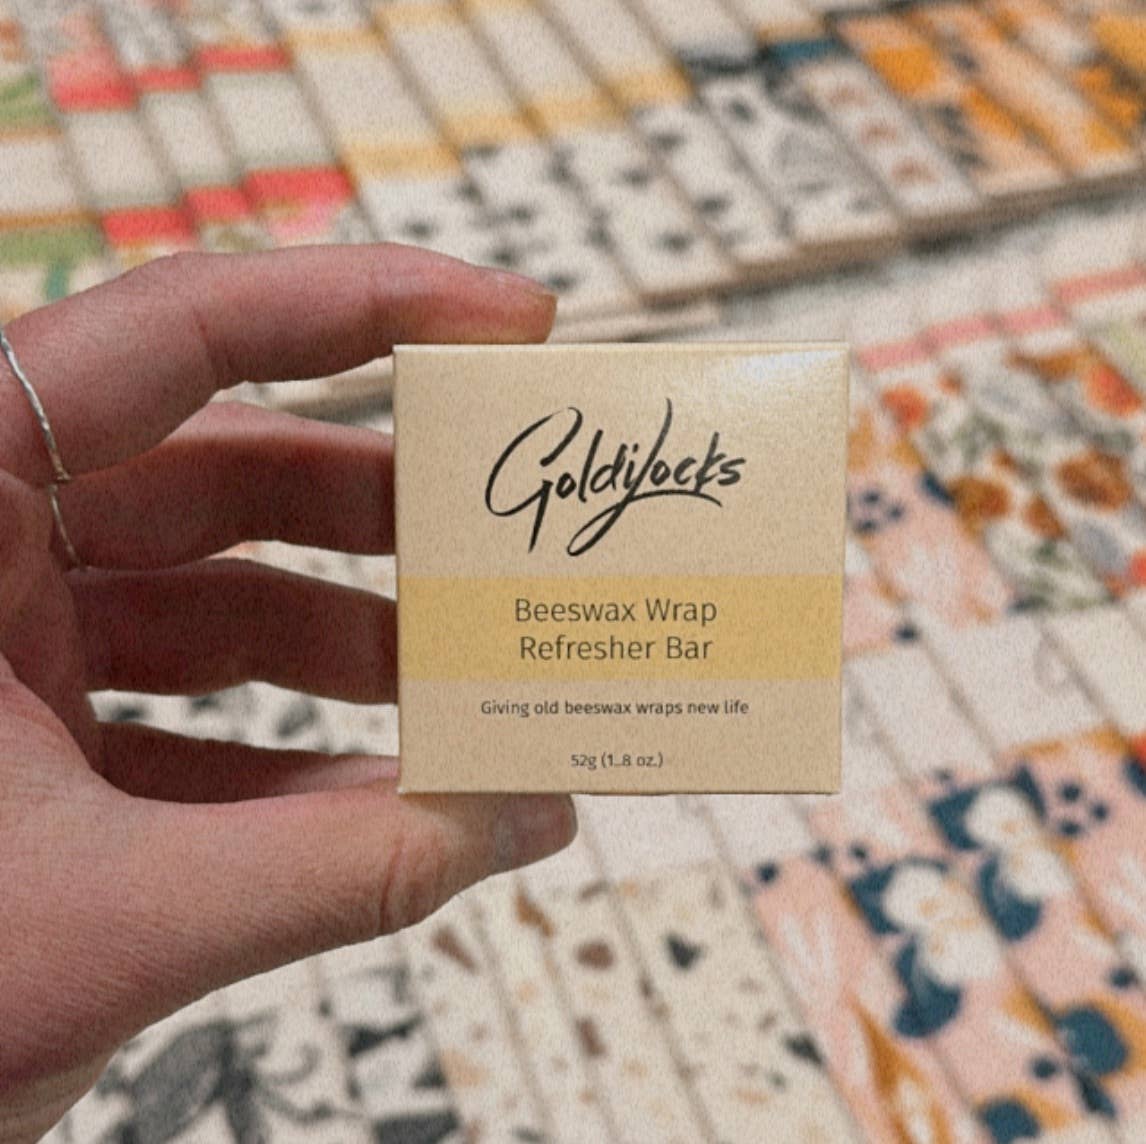 Goldilocks
Beeswax Wrap
Refresher Bar
Giving old beeswax wraps new life
52g (1.8 oz.)